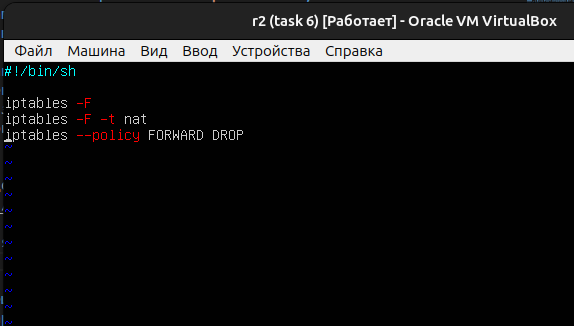 r2 (task 6) [Работает] - Oracle VM VirtualBox
Файл Машина Вид Ввод Устройства Справка
#!/bin/sh
iptables -F
iptables -F -t nat
iptables --policy FORWARD DROP
~
~
~
~
~
~
~
~
~
~
~